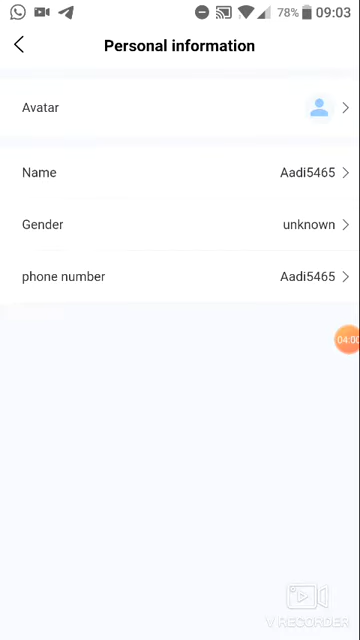 78% 09:03
Personal information
Avatar
Name Aadi5465
Gender unknown
phone number Aadi5465
04:00
V RECORDER